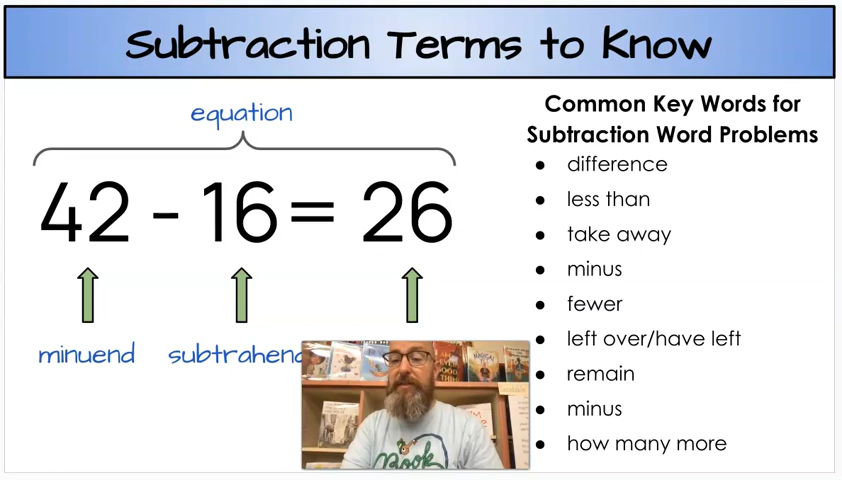 Subtraction Terms to Know
equation
42 - 16 = 26
minuend
Common Key Words for
Subtraction Word Problems
● difference
● less than
● take away
● minus
● fewer
● left over/have left
● remain
● minus
● how many more
Book